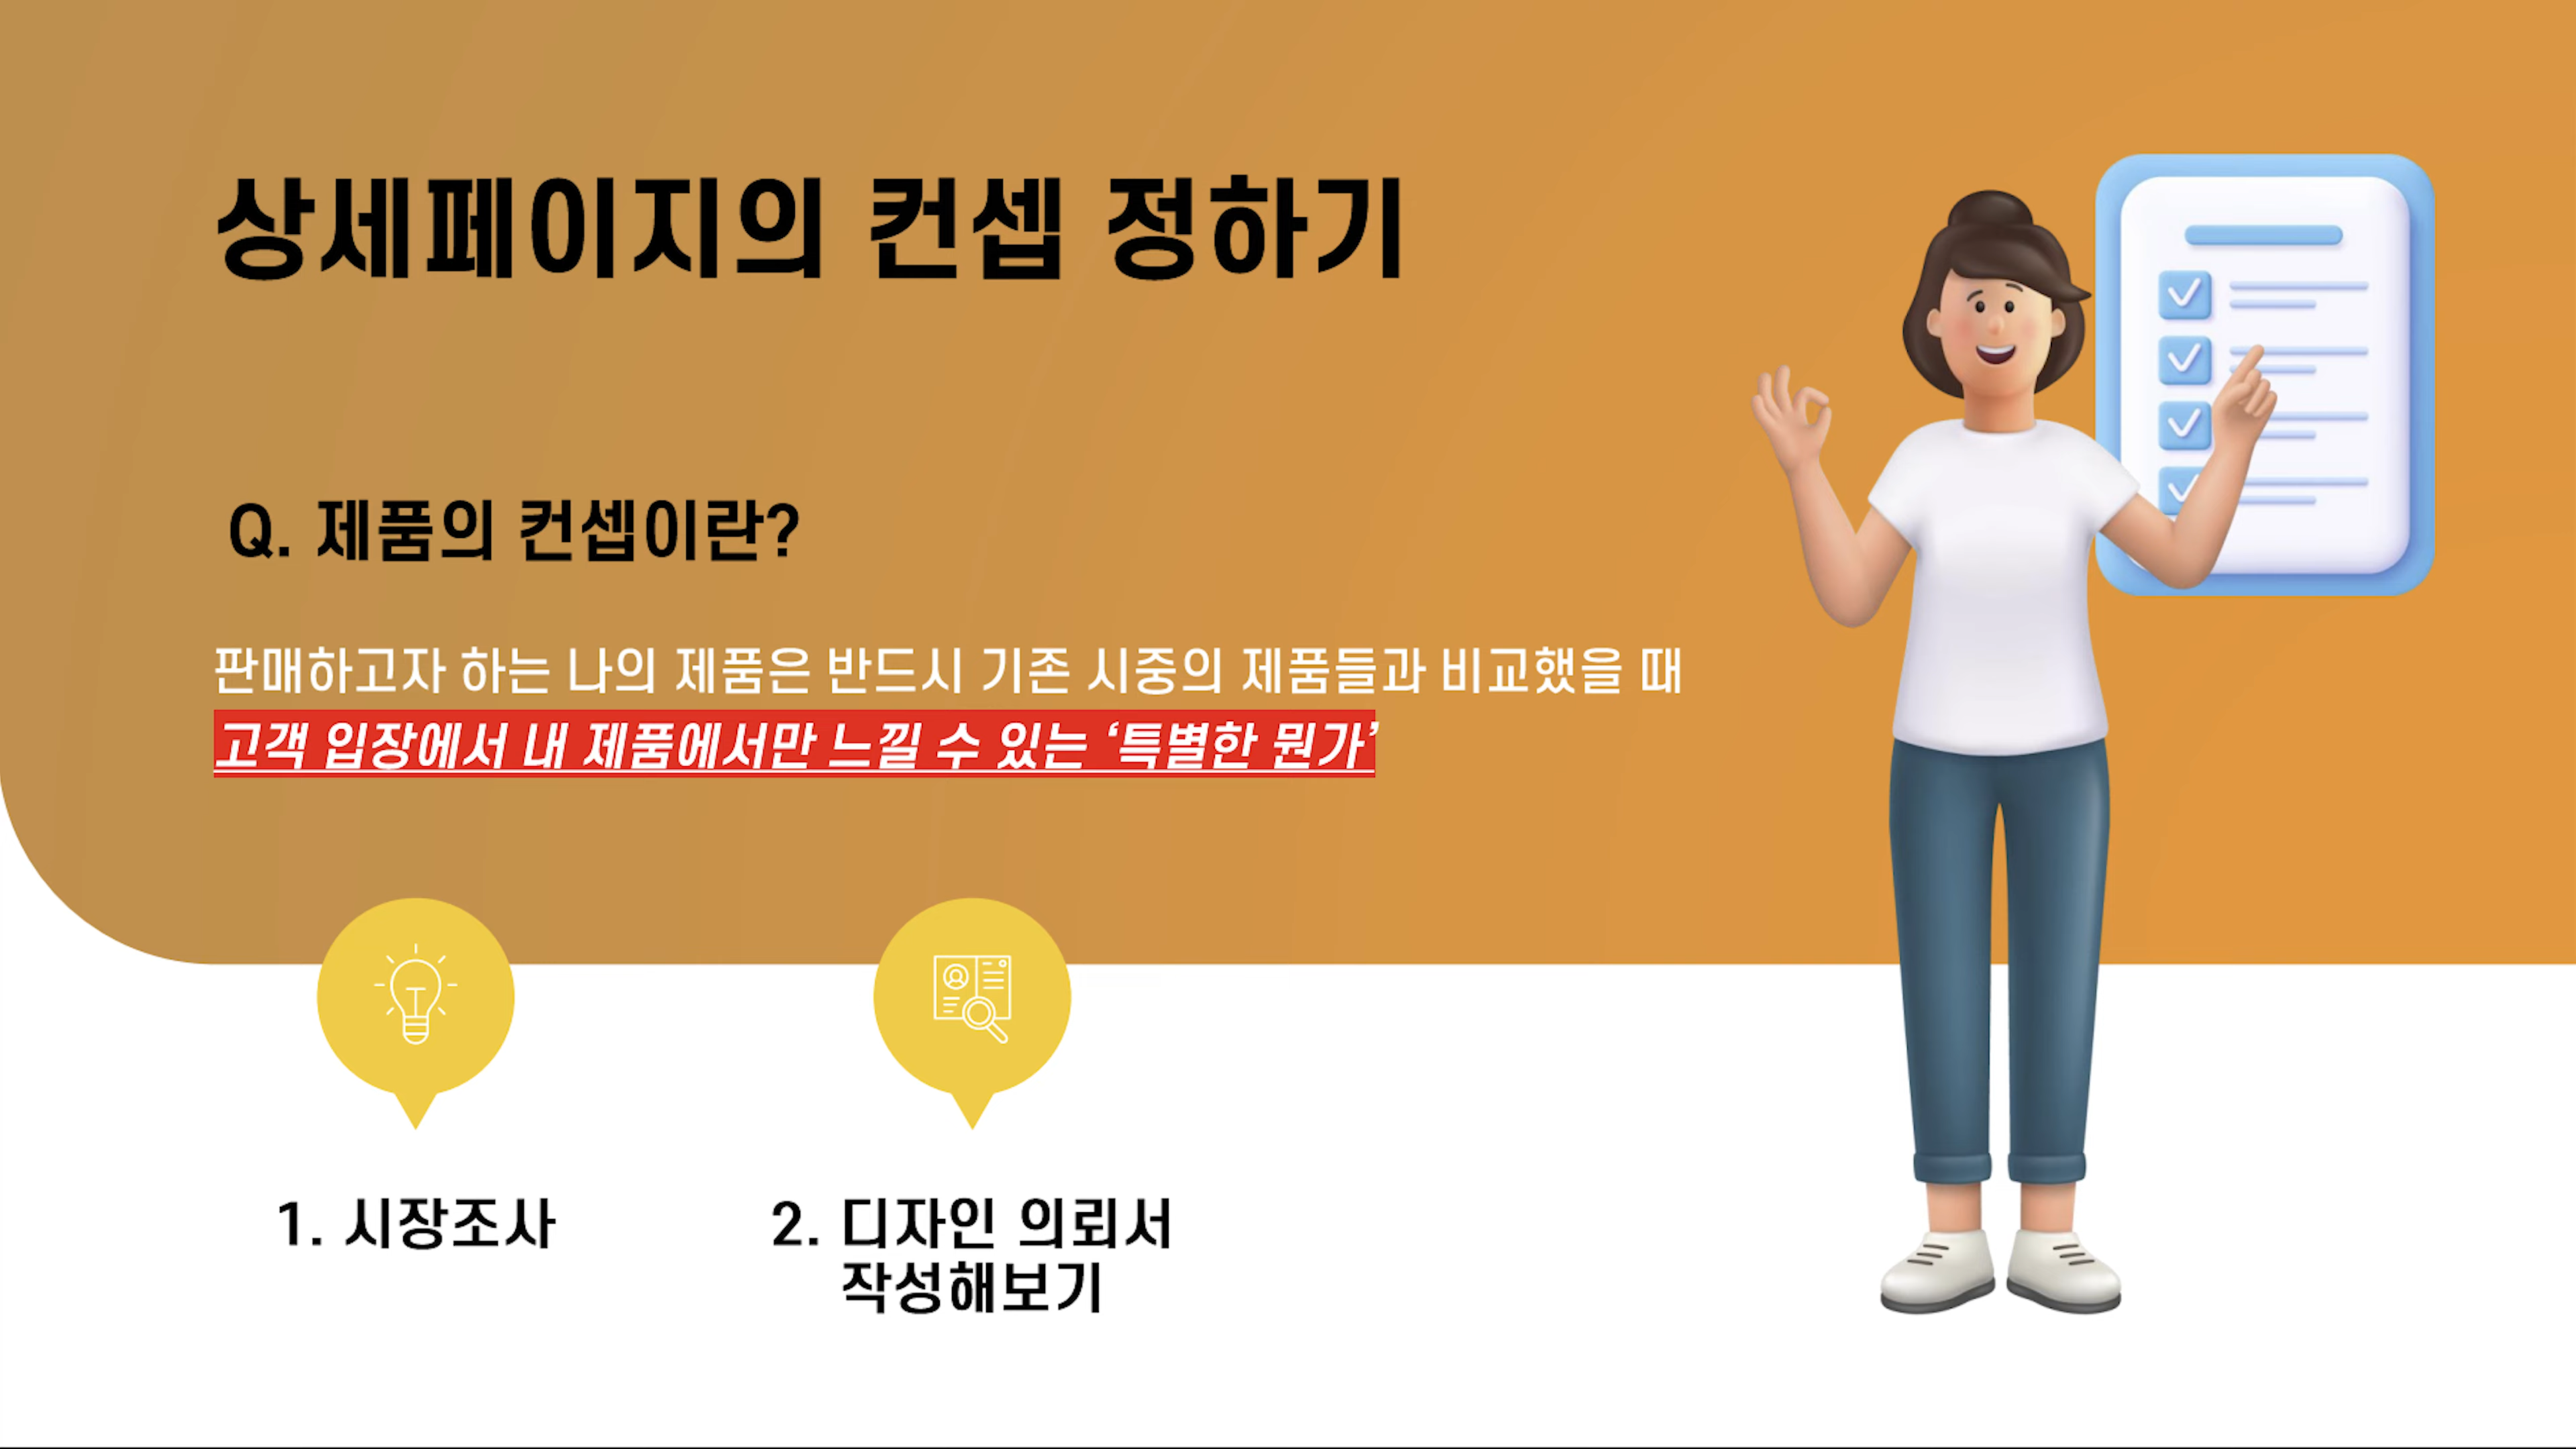 상세페이지의 컨셉 정하기
Q. 제품의 컨셉이란?
판매하고자 하는 나의 제품은 반드시 기존 시중의 제품들과 비교했을 때
고객 입장에서 내 제품에서만 느낄 수 있는 ‘특별한 뭔가’
1. 시장조사
2. 디자인 의뢰서
작성해보기